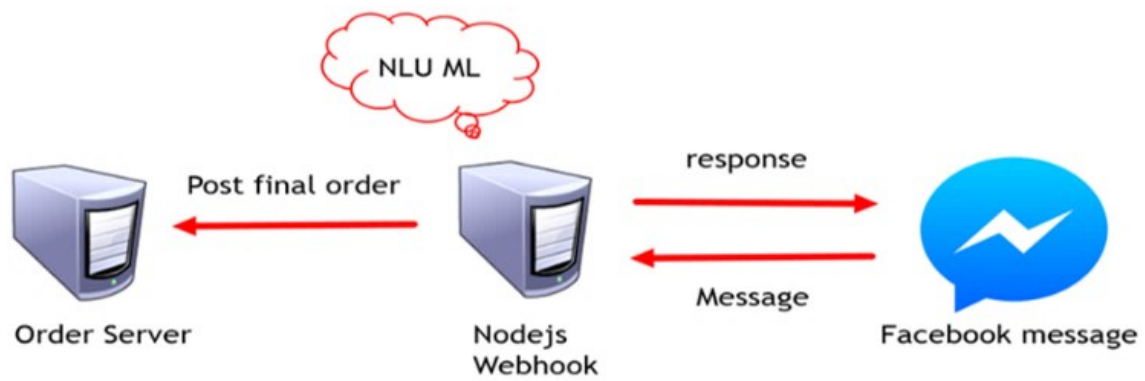 NLU ML
Post final order
response
Message
Order Server
Nodejs
Webhook
Facebook message